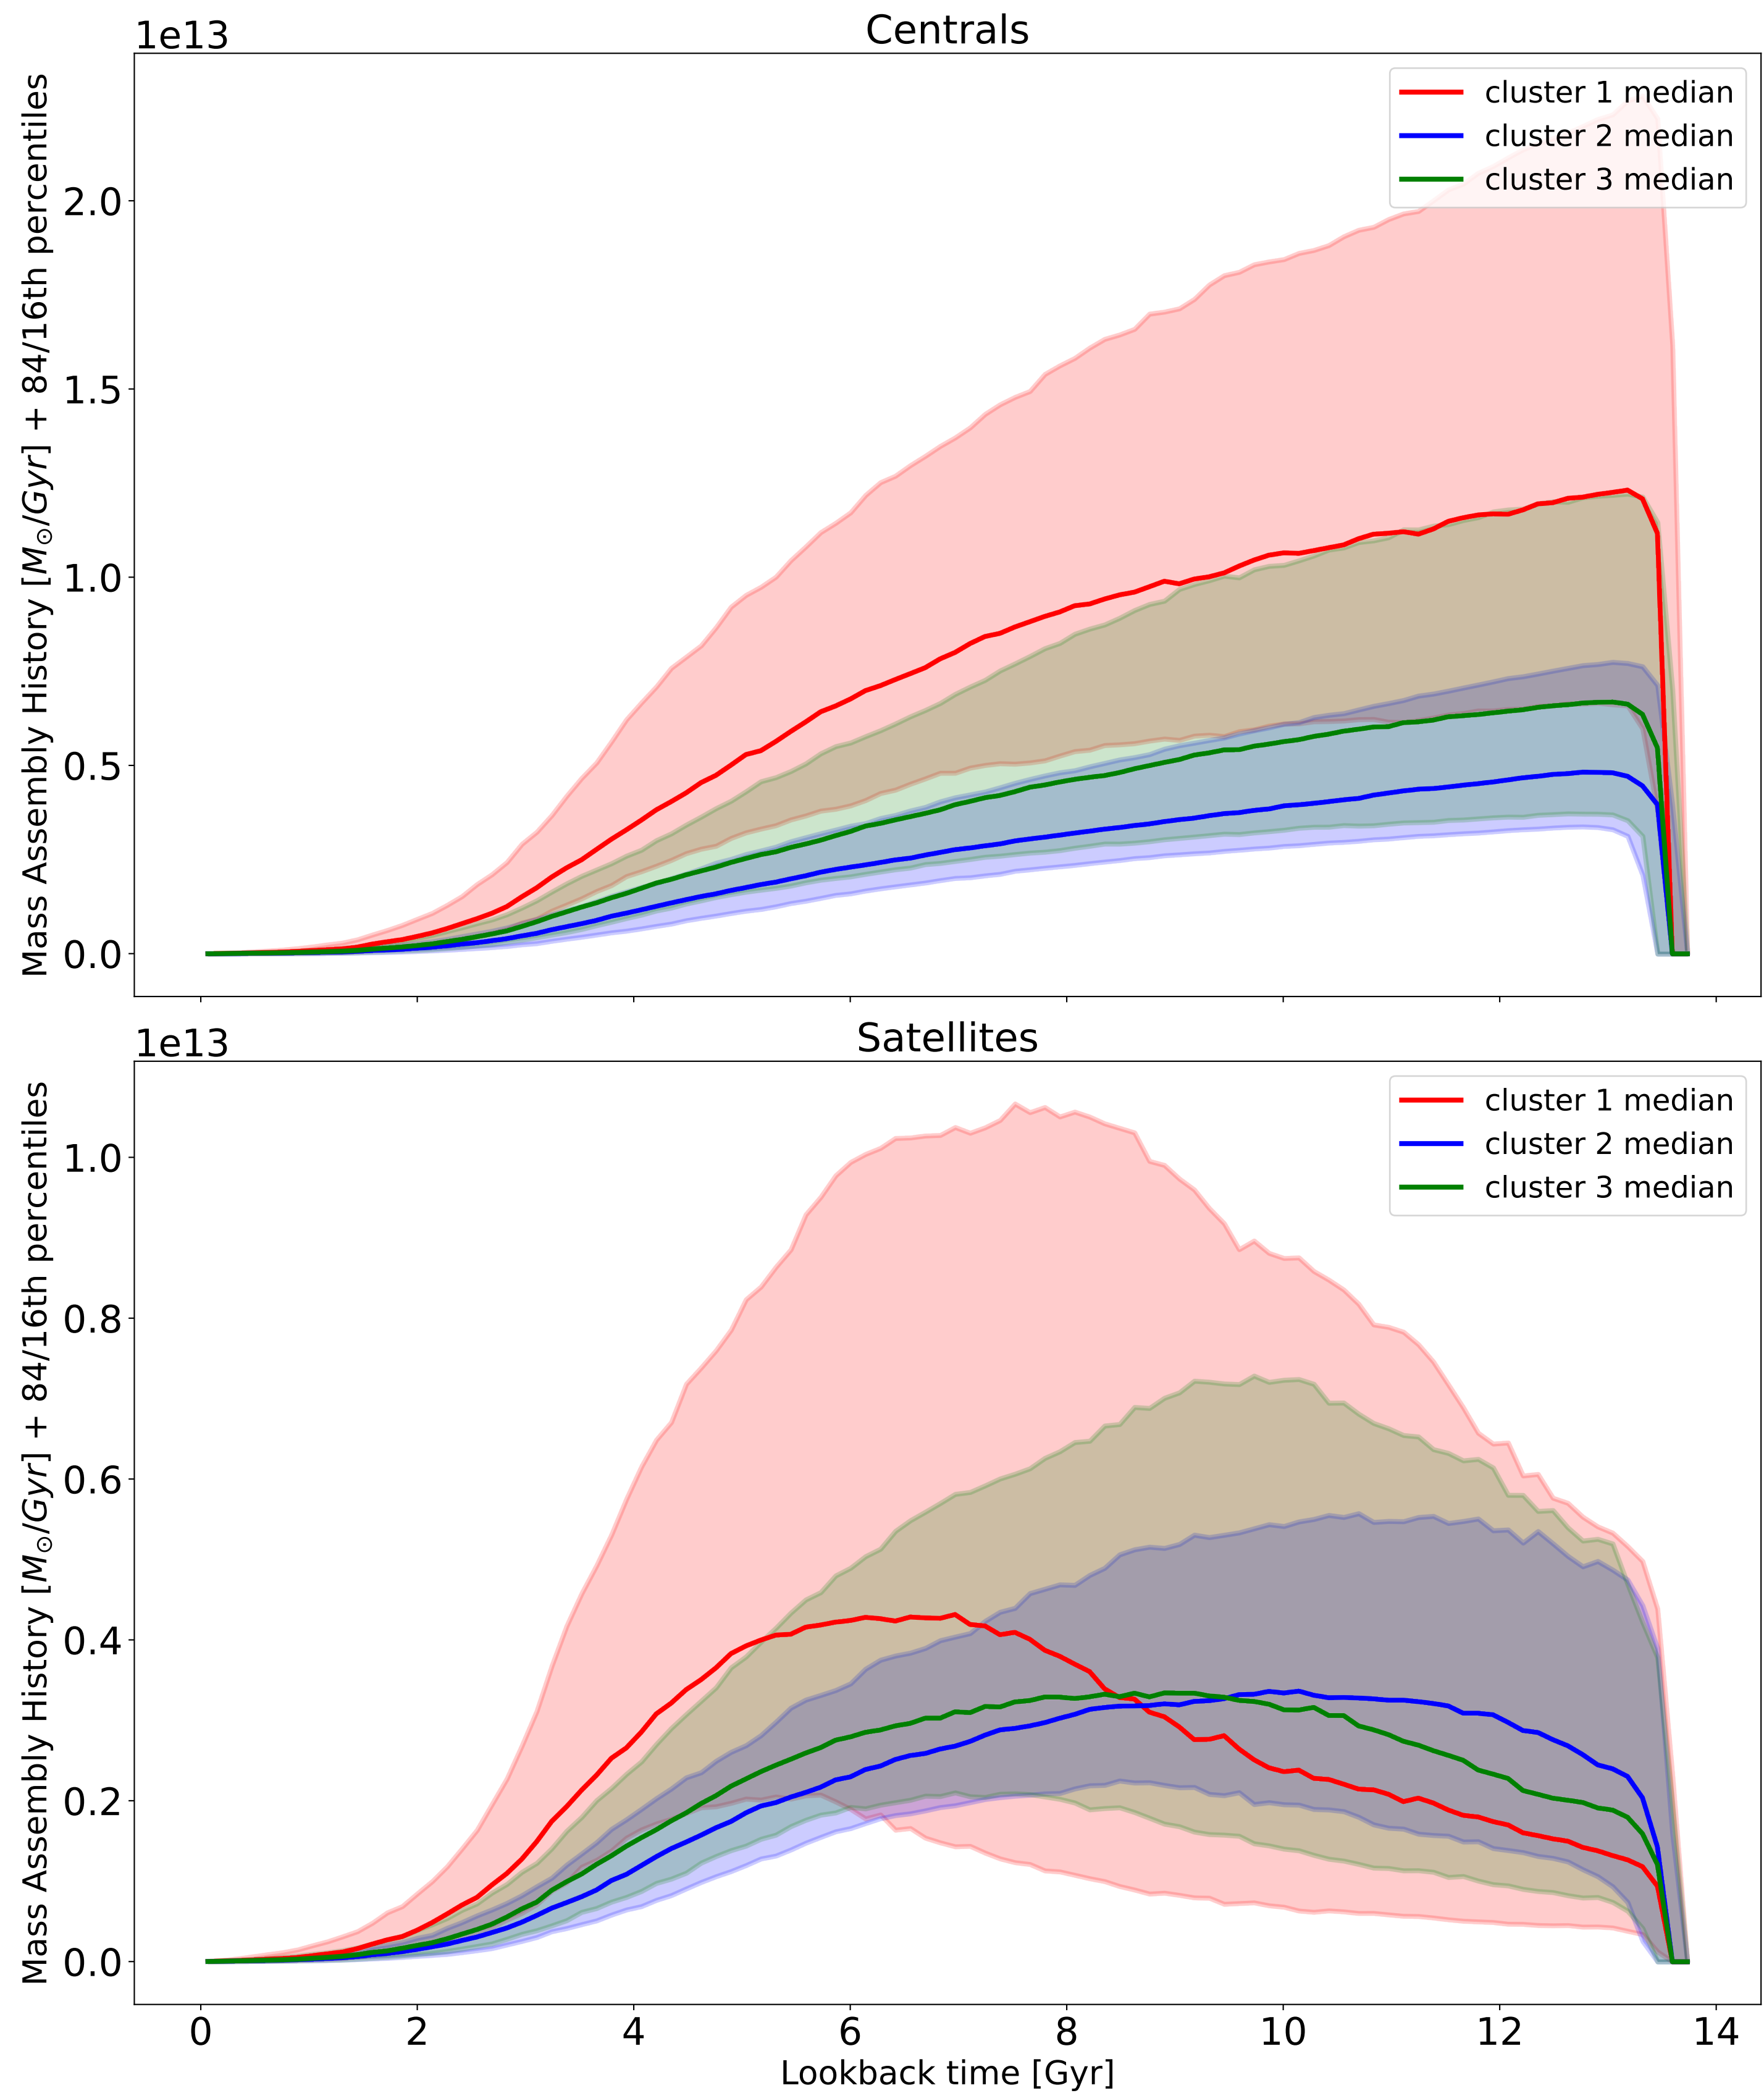 Centrals
1e13
Mass Assembly History [M⊙/Gyr] + 84/16th percentiles
2.0
1.5
1.0
0.5
0.0
cluster 1 median
cluster 2 median
cluster 3 median
Satellites
1e13
Mass Assembly History [M⊙/Gyr] + 84/16th percentiles
1.0
0.8
0.6
0.4
0.2
0.0
cluster 1 median
cluster 2 median
cluster 3 median
0 2 4 6 8 10 12 14
Lookback time [Gyr]